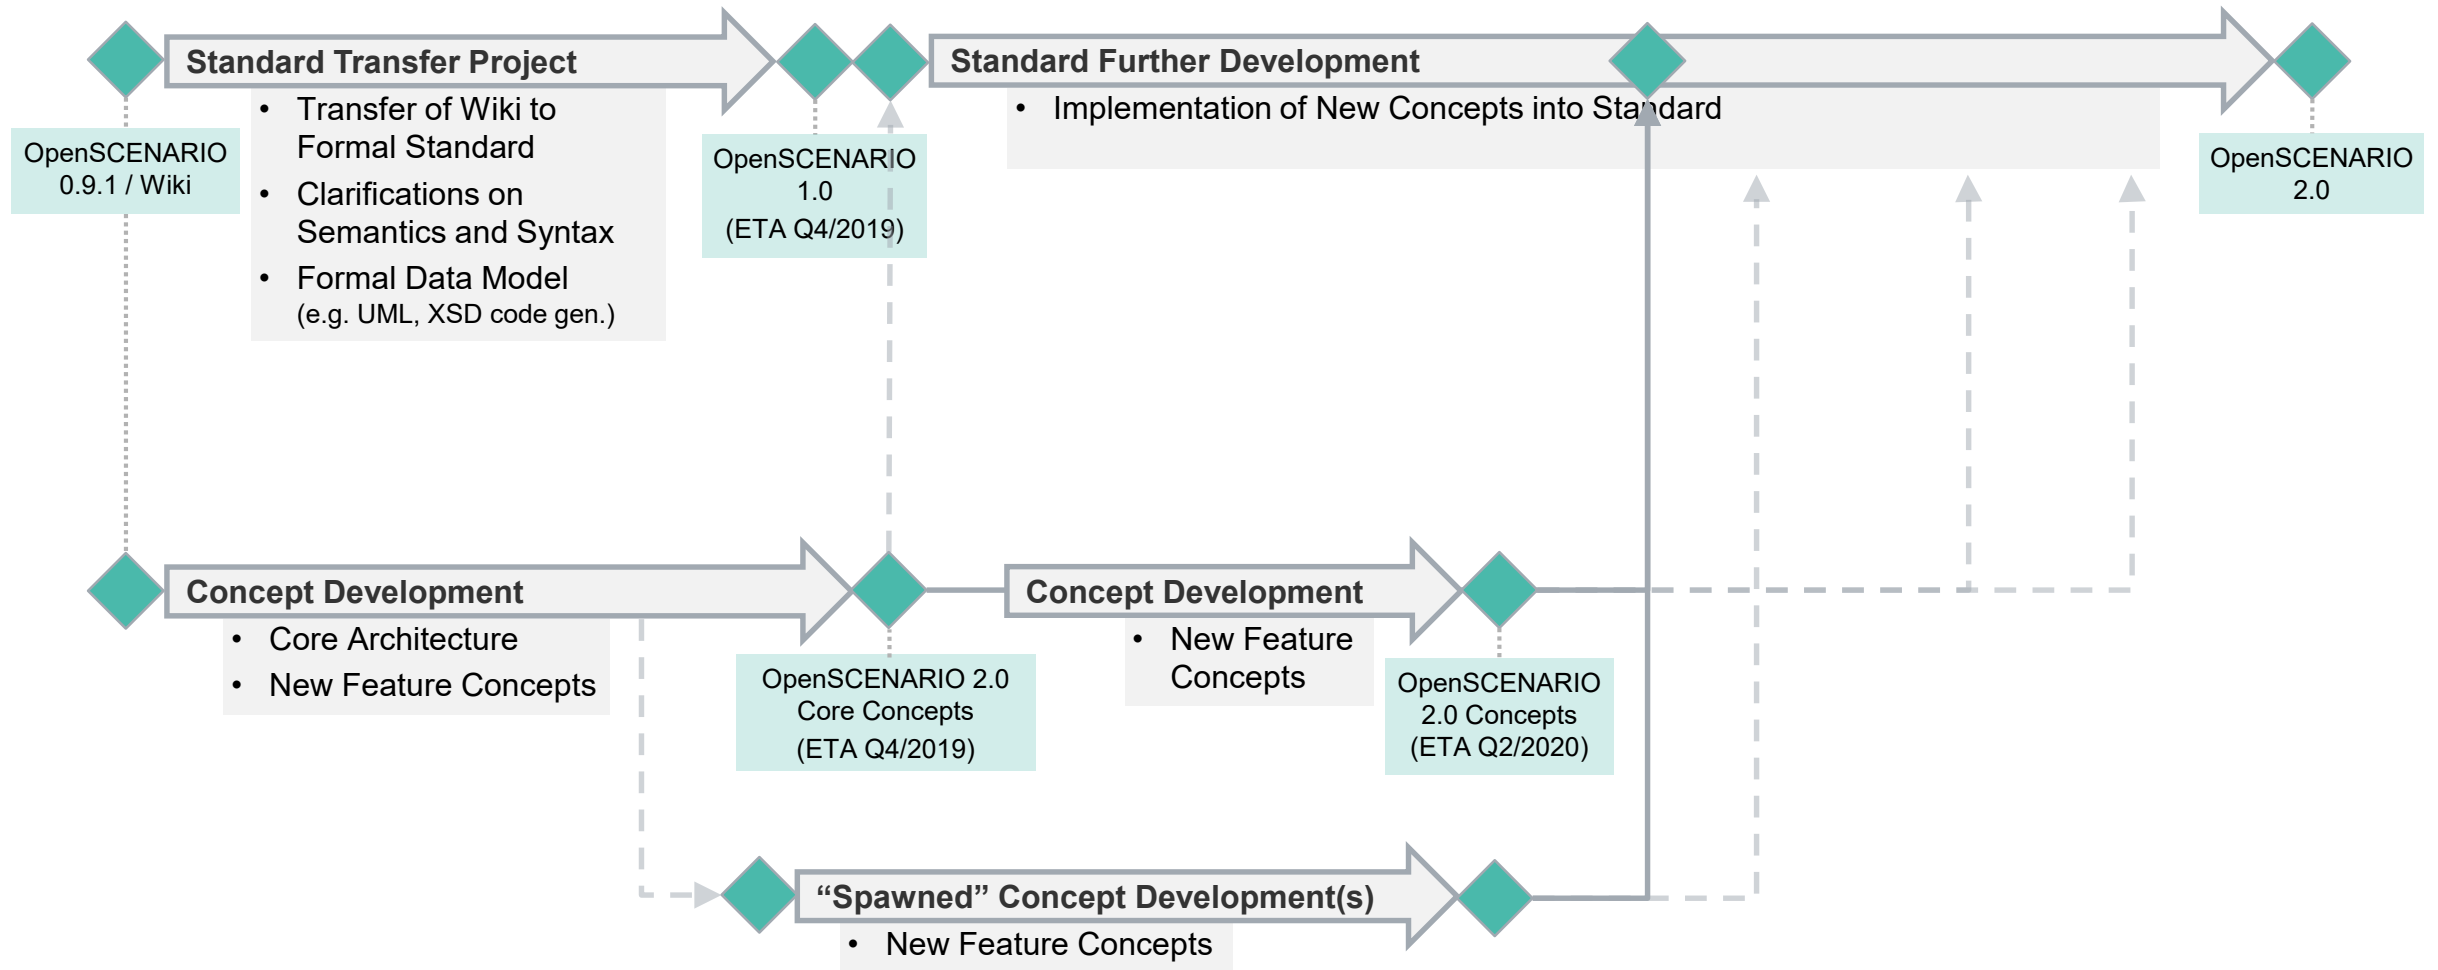 Standard Transfer Project
• Transfer of Wiki to
Formal Standard
• Clarifications on
Semantics and Syntax
• Formal Data Model
(e.g. UML, XSD code gen.)
OpenSCENARIO
0.9.1 / Wiki
OpenSCENARIO
1.0
(ETA Q4/2019)
Standard Further Development
• Implementation of New Concepts into Standard
OpenSCENARIO
2.0
Concept Development
• Core Architecture
• New Feature Concepts
OpenSCENARIO 2.0
Core Concepts
(ETA Q4/2019)
Concept Development
• New Feature
Concepts
OpenSCENARIO
2.0 Concepts
(ETA Q2/2020)
“Spawned” Concept Development(s)
• New Feature Concepts